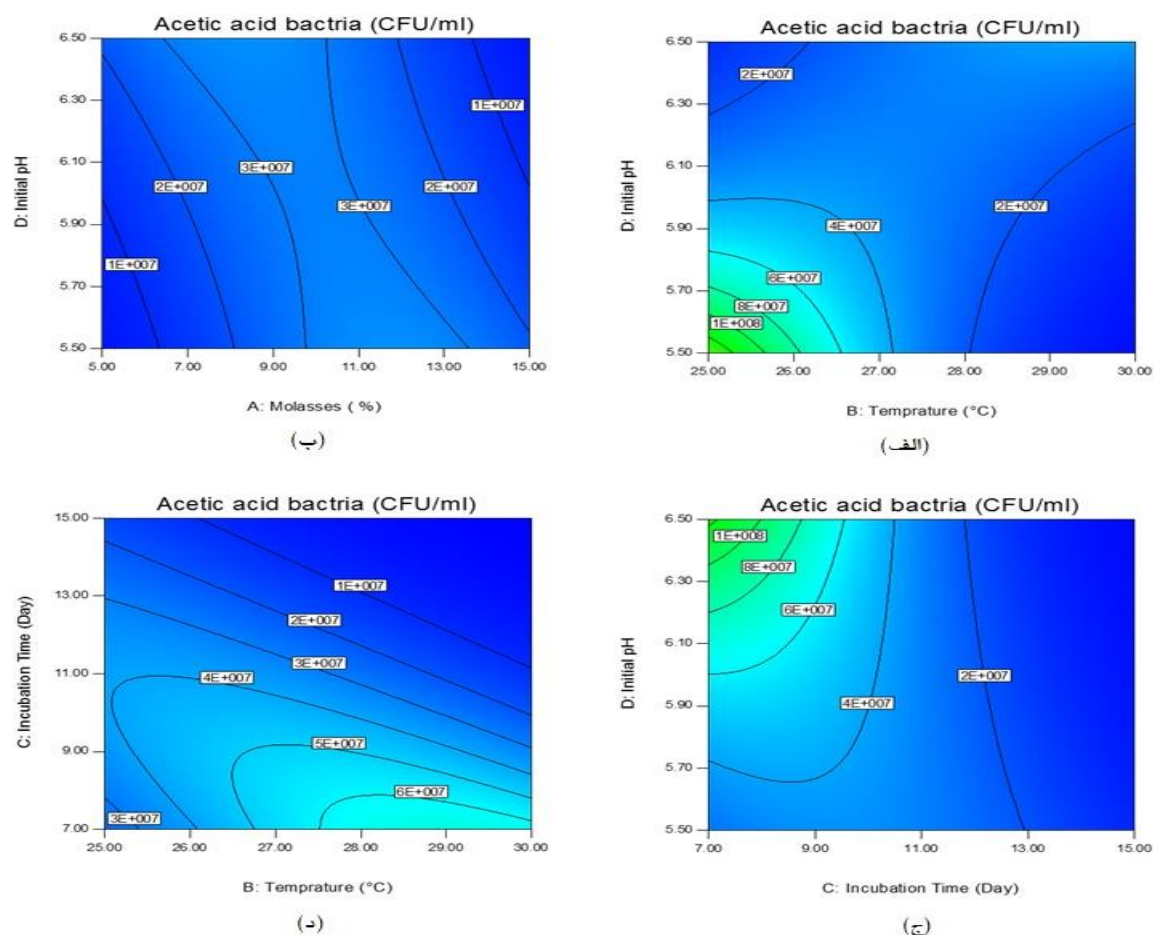 Acetic acid bactria (CFU/ml)
6.50
6.30
6.10
5.90
5.70
5.50
D: Initial pH
2E+007
2E+007
4E+007
6E+007
8E+007
1E+008
25.00 26.00 27.00 28.00 29.00 30.00
B: Temprature (°C)
(الف)
Acetic acid bactria (CFU/ml)
6.50
6.30
6.10
5.90
5.70
5.50
D: Initial pH
1E+007
3E+007
2E+007
3E+007
2E+007
1E+007
5.00 7.00 9.00 11.00 13.00 15.00
A: Molasses ( %)
(ب)
Acetic acid bactria (CFU/ml)
6.50
6.30
6.10
5.90
5.70
5.50
D: Initial pH
1E+008
8E+007
6E+007
4E+007
2E+007
7.00 9.00 11.00 13.00 15.00
C: Incubation Time (Day)
(ج)
Acetic acid bactria (CFU/ml)
15.00
13.00
11.00
9.00
7.00
C: Incubation Time (Day)
1E+007
2E+007
3E+007
4E+007
5E+007
6E+007
3E+007
25.00 26.00 27.00 28.00 29.00 30.00
B: Temprature (°C)
(د)